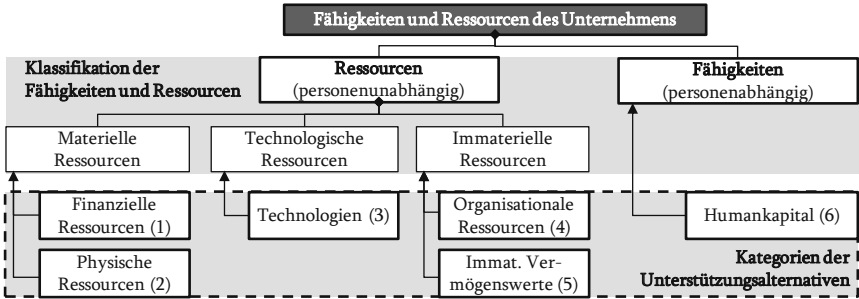 Fähigkeiten und Ressourcen des Unternehmens
Klassifikation der
Fähigkeiten und Ressourcen
Ressourcen
(personenunabhängig)
Fähigkeiten
(personenabhängig)
Materielle
Ressourcen
Technologische
Ressourcen
Immaterielle
Ressourcen
Finanzielle
Ressourcen (1)
Technologien (3)
Organisationale
Ressourcen (4)
Humankapital (6)
Physische
Ressourcen (2)
Immat. Ver-
mögenswerte (5)
Kategorien der
Unterstützungsalternativen